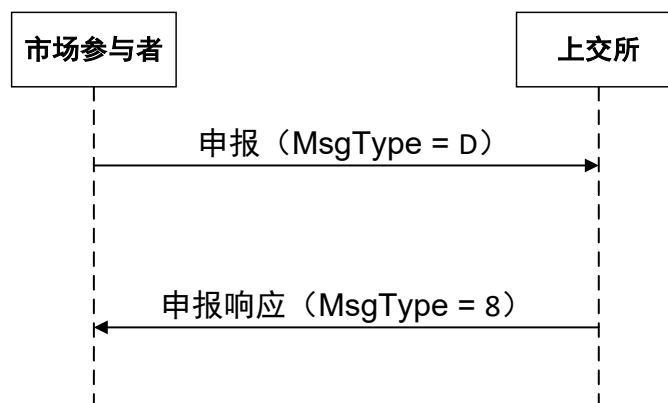 市场参与者
上交所
申报（MsgType = D）
申报响应（MsgType = 8）